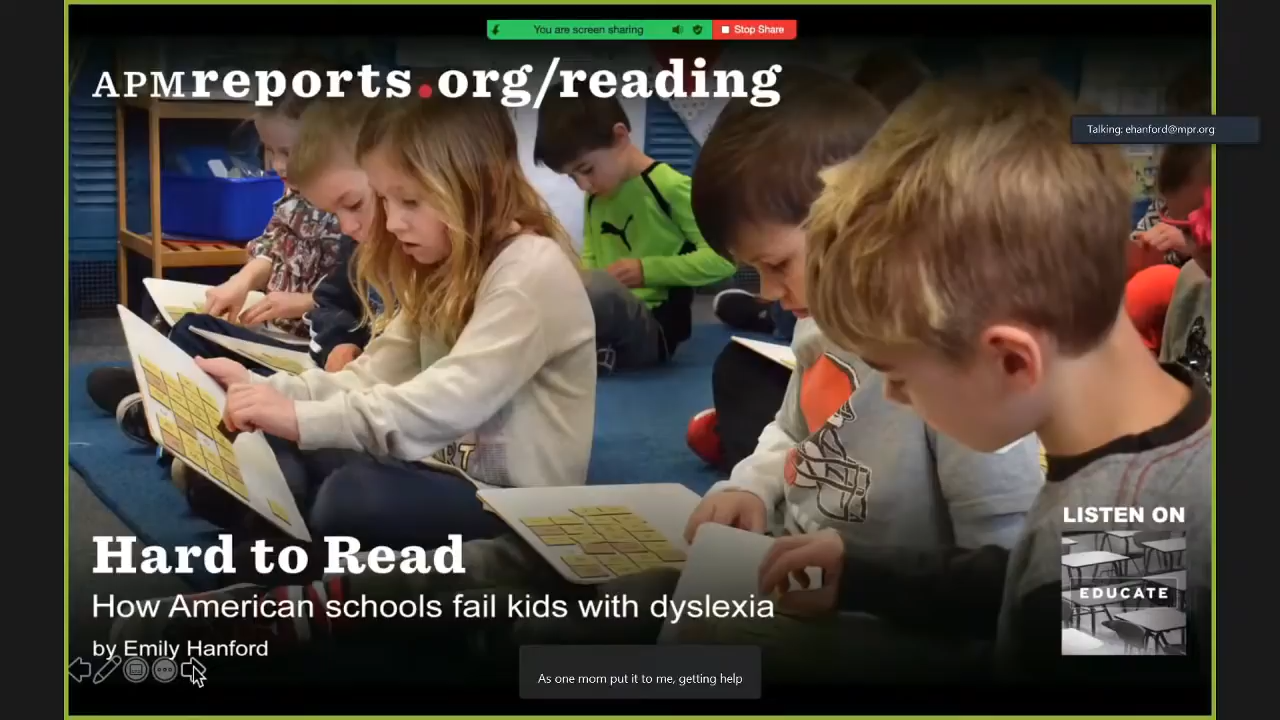 You are screen sharing
Stop Share
APMreports.org/reading
Talking: ehanford@mpr.org
LISTEN ON
EDUCATE
Hard to Read
How American schools fail kids with dyslexia
by Emily Hanford
As one mom put it to me, getting help